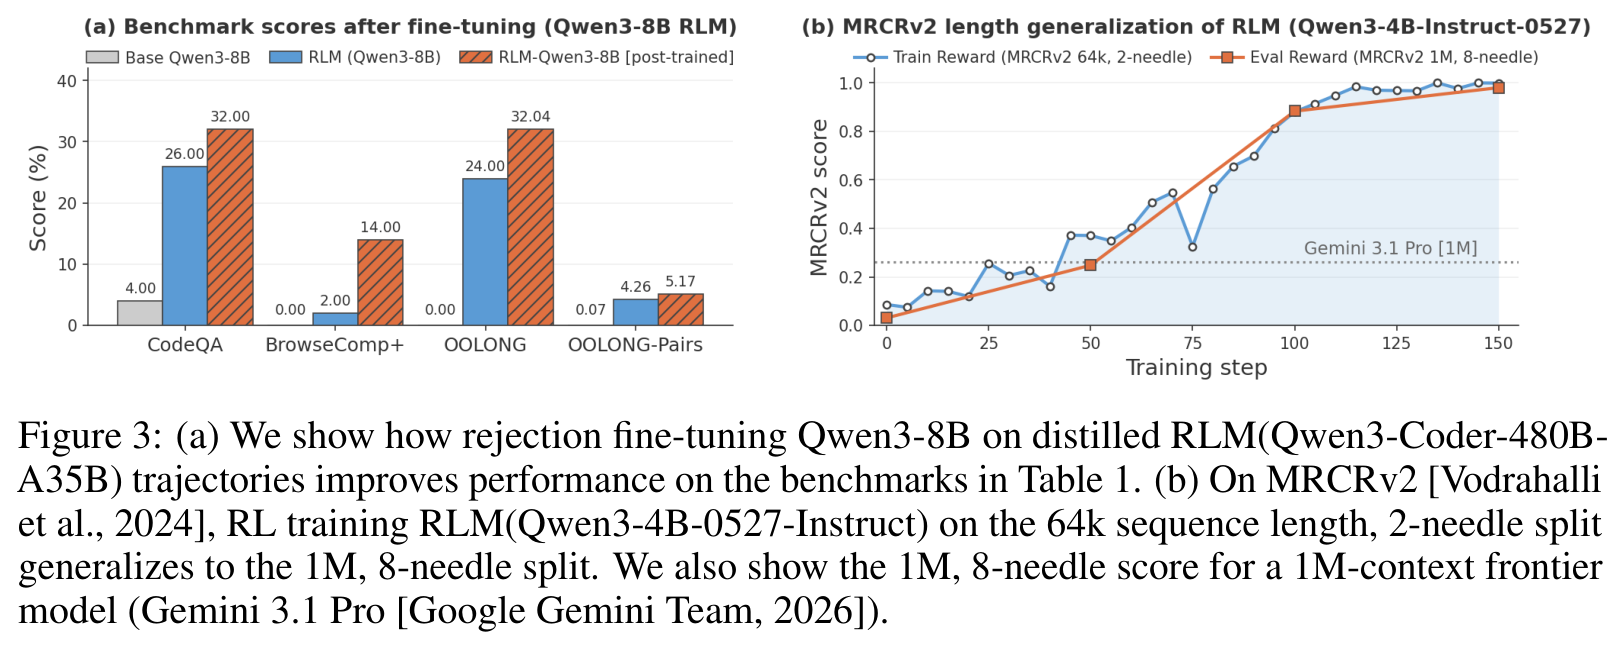 (a) Benchmark scores after fine-tuning (Qwen3-8B RLM)
Base Qwen3-8B
RLM (Qwen3-8B)
RLM-Qwen3-8B [post-trained]
Score (%)
40
30
20
10
0
4.00
26.00
32.00
0.00
2.00
14.00
0.00
24.00
32.04
0.07
4.26
5.17
CodeQA
BrowseComp+
OOLONG
OOLONG-Pairs
(b) MRCRv2 length generalization of RLM (Qwen3-4B-Instruct-0527)
Train Reward (MRCRv2 64k, 2-needle)
Eval Reward (MRCRv2 1M, 8-needle)
MRCRv2 score
1.0
0.8
0.6
0.4
0.2
0.0
Gemini 3.1 Pro [1M]
0
25
50
75
100
125
150
Training step
Figure 3: (a) We show how rejection fine-tuning Qwen3-8B on distilled RLM(Qwen3-Coder-480B-
A35B) trajectories improves performance on the benchmarks in Table 1. (b) On MRCRv2 [Vodrahalli
et al., 2024], RL training RLM(Qwen3-4B-0527-Instruct) on the 64k sequence length, 2-needle split
generalizes to the 1M, 8-needle split. We also show the 1M, 8-needle score for a 1M-context frontier
model (Gemini 3.1 Pro [Google Gemini Team, 2026]).